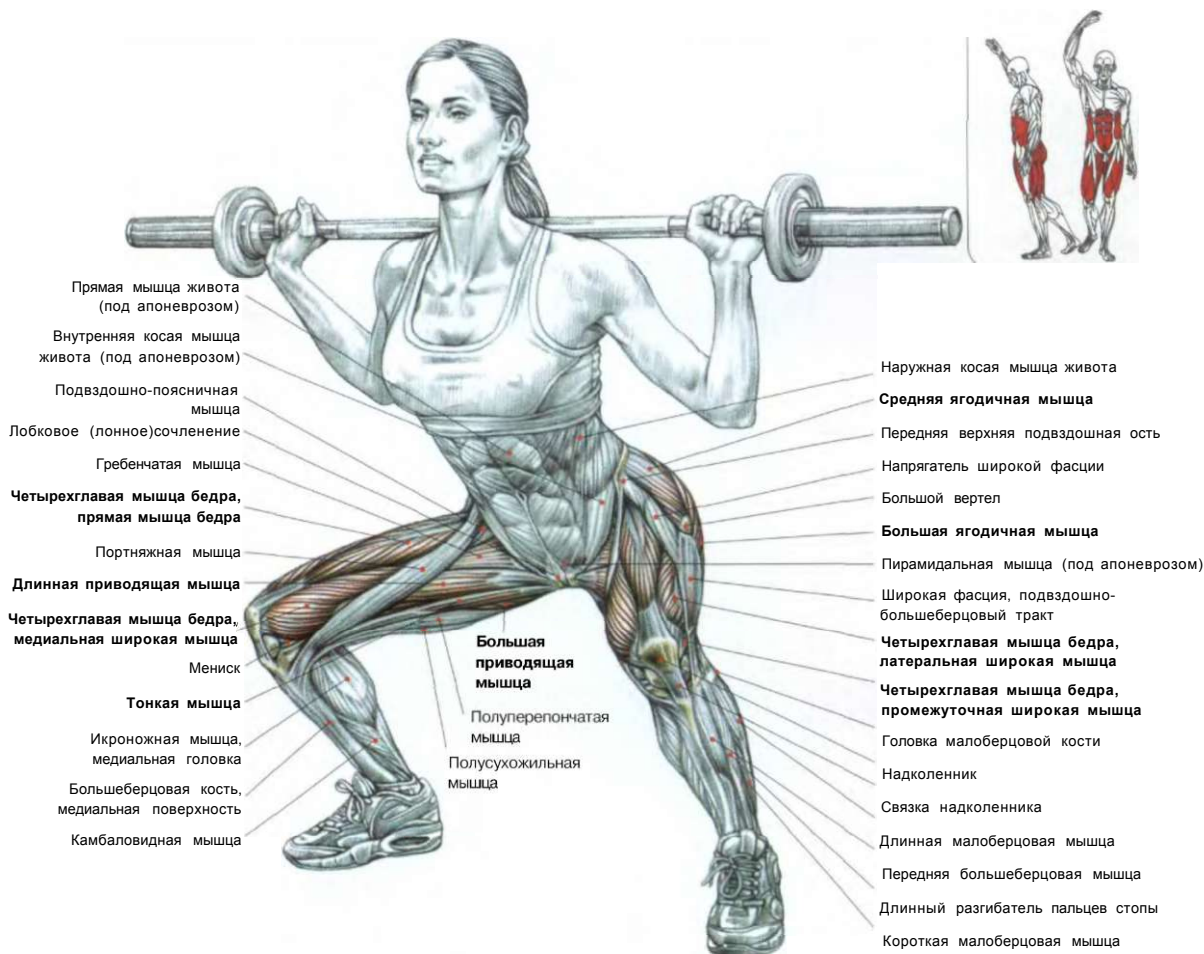 Прямая мышца живота
(под апоневрозом)
Внутренняя косая мышца
живота (под апоневрозом)
Подвздошно-поясничная
мышца
Лобковое (лонное)сочленение
Гребенчатая мышца
Четырехглавая мышца бедра,
прямая мышца бедра
Портняжная мышца
Длинная приводящая мышца
Четырехглавая мышца бедра,
медиальная широкая мышца
Мениск
Тонкая мышца
Икроножная мышца,
медиальная головка
Большеберцовая кость,
медиальная поверхность
Камбаловидная мышца
Большая
приводящая
мышца
Полуперепончатая
мышца
Полусухожильная
мышца
Наружная косая мышца живота
Средняя ягодичная мышца
Передняя верхняя подвздошная ость
Напрягатель широкой фасции
Большой вертел
Большая ягодичная мышца
Пирамидальная мышца (под апоневрозом)
Широкая фасция, подвздошно-
большеберцовый тракт
Четырехглавая мышца бедра,
латеральная широкая мышца
Четырехглавая мышца бедра,
промежуточная широкая мышца
Головка малоберцовой кости
Надколенник
Связка надколенника
Длинная малоберцовая мышца
Передняя большеберцовая мышца
Длинный разгибатель пальцев стопы
Короткая малоберцовая мышца